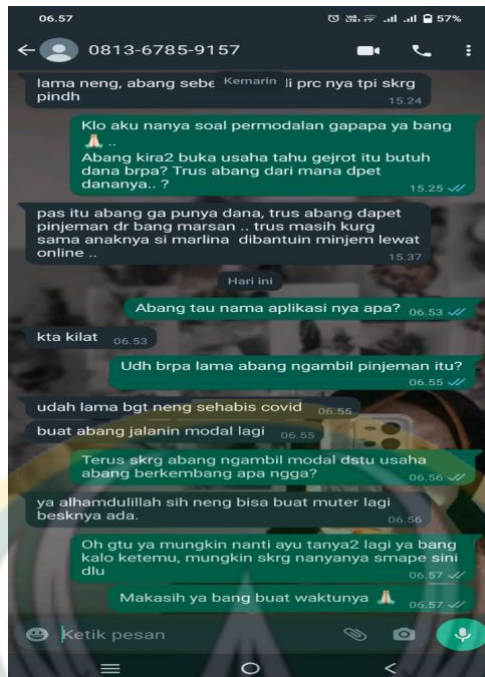 06.57
57%
0813-6785-9157
lama neng, abang sebe
Kemarin
li prc nya tpi skrg
pindh
15.24
Klo aku nanya soal permodalan gapapa ya bang
🙏🏻 ..
Abang kira2 buka usaha tahu gejrot itu butuh
dana brpa? Trus abang dari mana dpet
dananya.. ?
15.25
pas itu abang ga punya dana, trus abang dapet
pinjeman dr bang marsan .. trus masih kurg
sama anaknya si marlina dibantuin minjem lewat
online ..
15.37
Hari ini
Abang tau nama aplikasi nya apa? 06.53
kta kilat 06.53
Udh brpa lama abang ngambil pinjeman itu?
06.55
udah lama bgt neng sehabis covid 06.55
buat abang jalanin modal lagi 06.55
Terus skrg abang ngambil modal dstu usaha
abang berkembang apa ngga?
06.56
ya alhamdulillah sih neng bisa buat muter lagi
besknya ada.
06.56
Oh gtu ya mungkin nanti ayu tanya2 lagi ya bang
kalo ketemu, mungkin skrg nanyanya smape sini
dlu
06.57
Makasih ya bang buat waktunya 🙏🏻 06.57
Ketik pesan